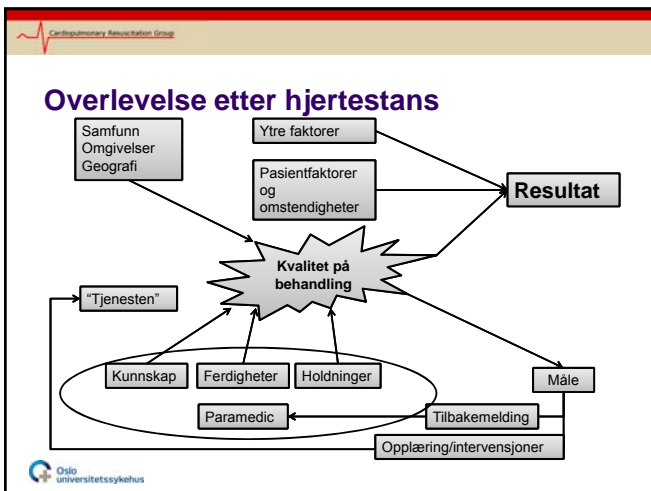 Cardiopulmonary Resuscitation Group
Overlevelse etter hjertestans
Samfunn
Omgivelser
Geografi
Ytre faktorer
Pasientfaktorer
og
omstendigheter
Resultat
Kvalitet på
behandling
“Tjenesten”
Kunnskap
Ferdigheter
Holdninger
Måle
Paramedic
Tilbakemelding
Opplæring/intervensjoner
Oslo
universitetssykehus